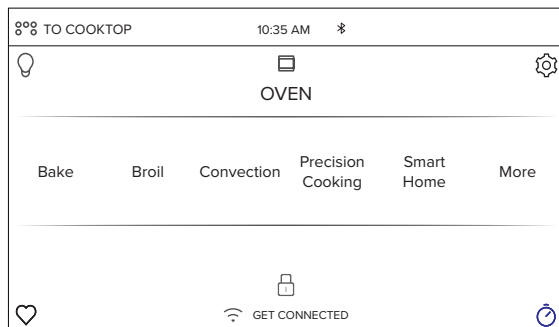 TO COOKTOP 10:35 AM
OVEN
Bake Broil Convection Precision Cooking Smart Home More
GET CONNECTED